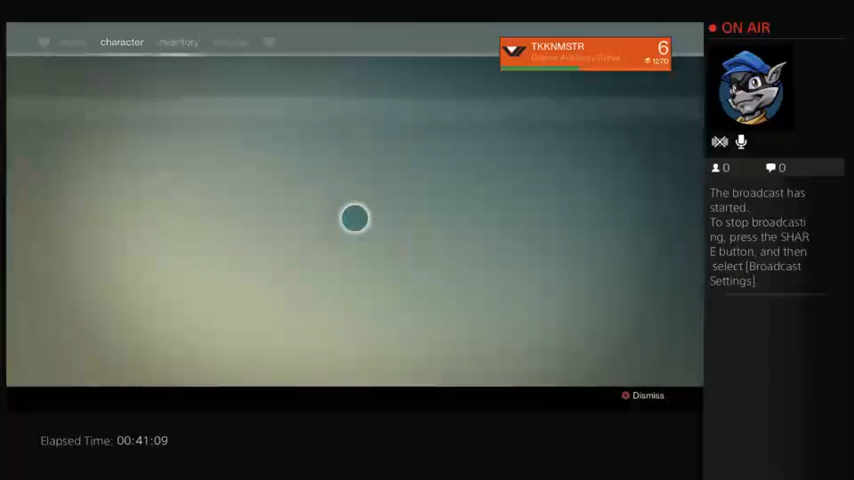 character inventory
TKKNMSTR 6
1270
ON AIR
0 0
The broadcast has
started.
To stop broadcasti
ng, press the SHAR
E button, and then
select [Broadcast
Settings]
Dismiss
Elapsed Time: 00:41:09